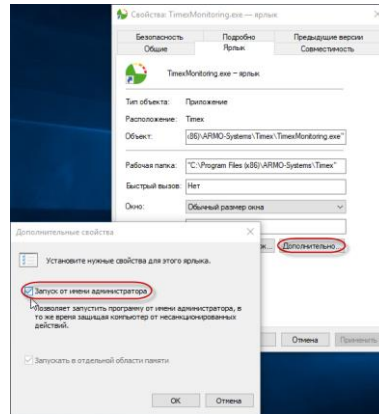 Свойства: TimexMonitoring.exe — ярлык
Безопасность Подробно Предыдущие версии
Общие Ярлык Совместимость
TimexMonitoring.exe – ярлык
Тип объекта: Приложение
Расположение: Timex
Объект: (x86)\ARMO-Systems\Timex\TimexMonitoring.exe"
Рабочая папка: "C:\Program Files (x86)\ARMO-Systems\Timex"
Быстрый вызов: Нет
Окно: Обычный размер окна
Дополнительно...
Отмена Применить
Дополнительные свойства
Установите нужные свойства для этого ярлыка.
Запуск от имени администратора
Позволяет запустить программу от имени администратора, в
то же время защищая компьютер от несанкционированных
действий.
Запускать в отдельной области памяти
ОК Отмена